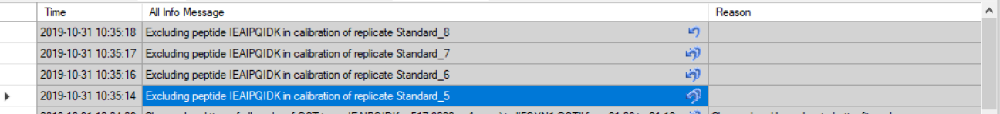 Time All Info Message Reason
2019-10-31 10:35:18 Excluding peptide IEAIPQIDK in calibration of replicate Standard_8
2019-10-31 10:35:17 Excluding peptide IEAIPQIDK in calibration of replicate Standard_7
2019-10-31 10:35:16 Excluding peptide IEAIPQIDK in calibration of replicate Standard_6
2019-10-31 10:35:14 Excluding peptide IEAIPQIDK in calibration of replicate Standard_5